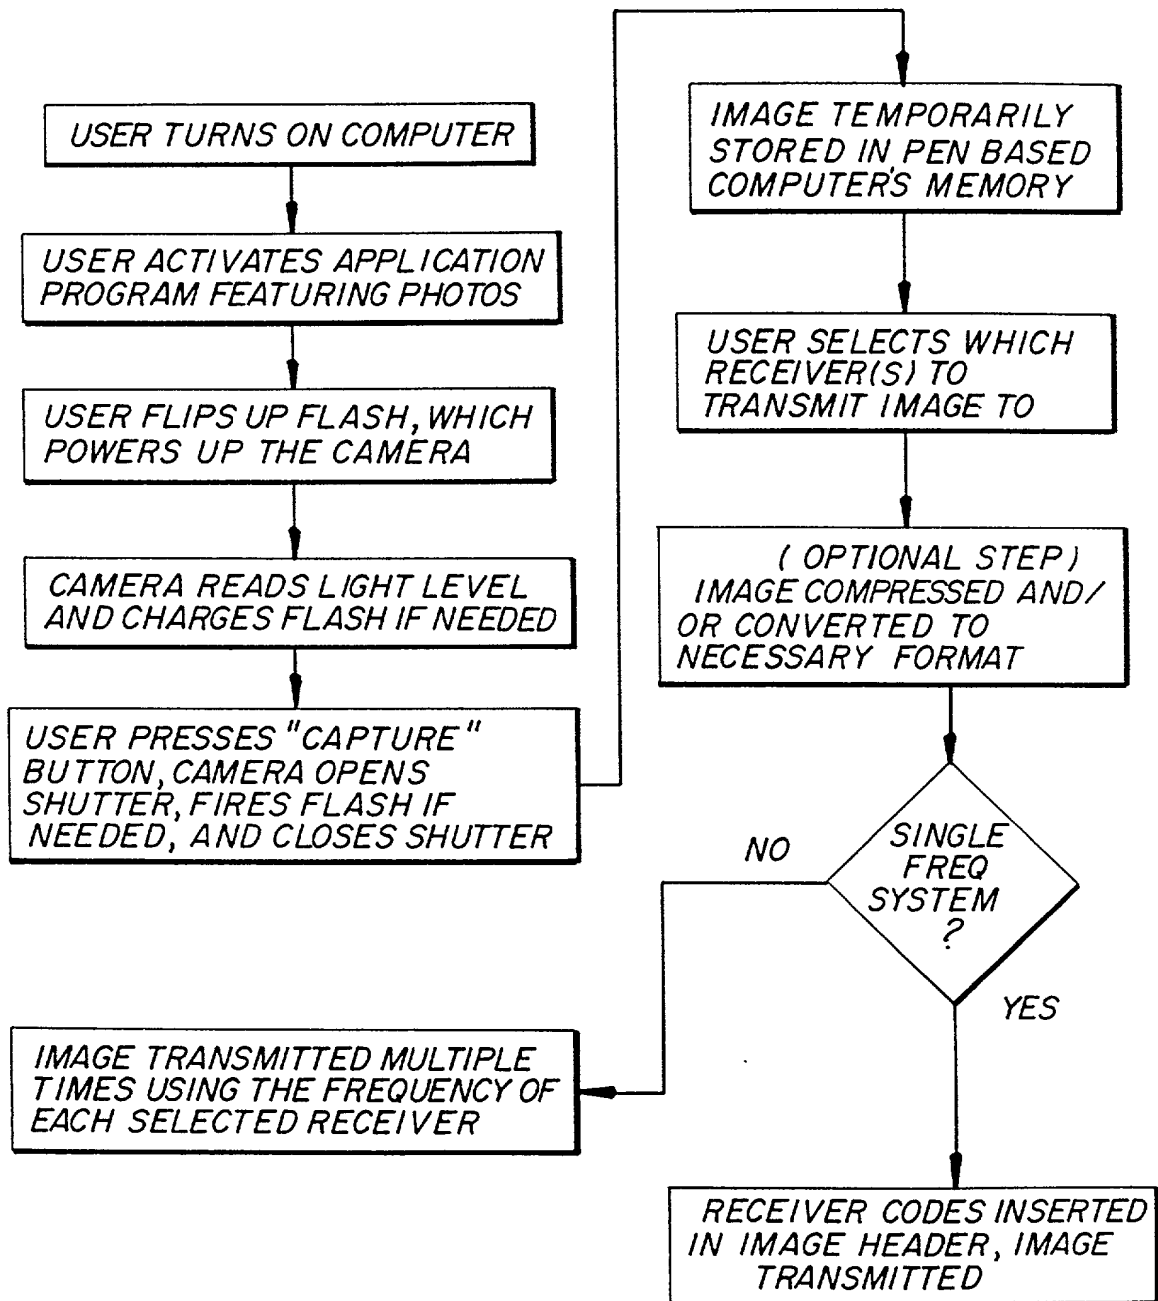 USER TURNS ON COMPUTER
USER ACTIVATES APPLICATION
PROGRAM FEATURING PHOTOS
USER FLIPS UP FLASH, WHICH
POWERS UP THE CAMERA
CAMERA READS LIGHT LEVEL
AND CHARGES FLASH IF NEEDED
USER PRESSES "CAPTURE"
BUTTON, CAMERA OPENS
SHUTTER, FIRES FLASH IF
NEEDED, AND CLOSES SHUTTER
IMAGE TEMPORARILY
STORED IN PEN BASED
COMPUTER'S MEMORY
USER SELECTS WHICH
RECEIVER(S) TO
TRANSMIT IMAGE TO
(OPTIONAL STEP)
IMAGE COMPRESSED AND/
OR CONVERTED TO
NECESSARY FORMAT
SINGLE
FREQ
SYSTEM
?
NO
YES
IMAGE TRANSMITTED MULTIPLE
TIMES USING THE FREQUENCY OF
EACH SELECTED RECEIVER
RECEIVER CODES INSERTED
IN IMAGE HEADER, IMAGE
TRANSMITTED